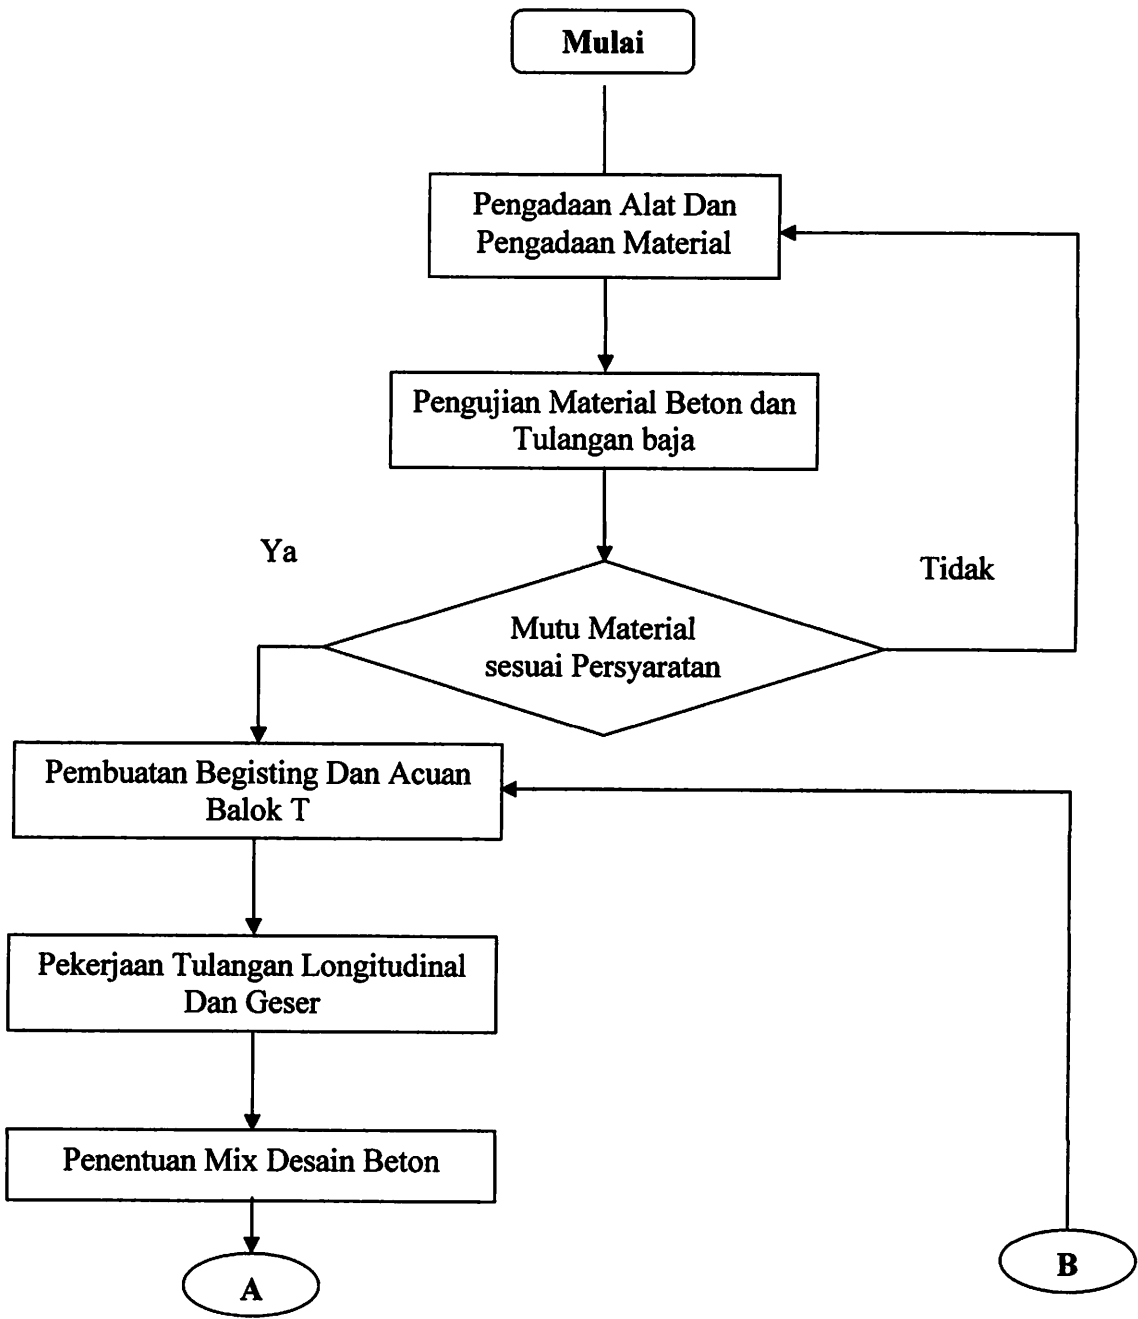 Mulai
Pengadaan Alat Dan
Pengadaan Material
Pengujian Material Beton dan
Tulangan baja
Ya
Tidak
Mutu Material
sesuai Persyaratan
Pembuatan Begisting Dan Acuan
Balok T
Pekerjaan Tulangan Longitudinal
Dan Geser
Penentuan Mix Desain Beton
A
B